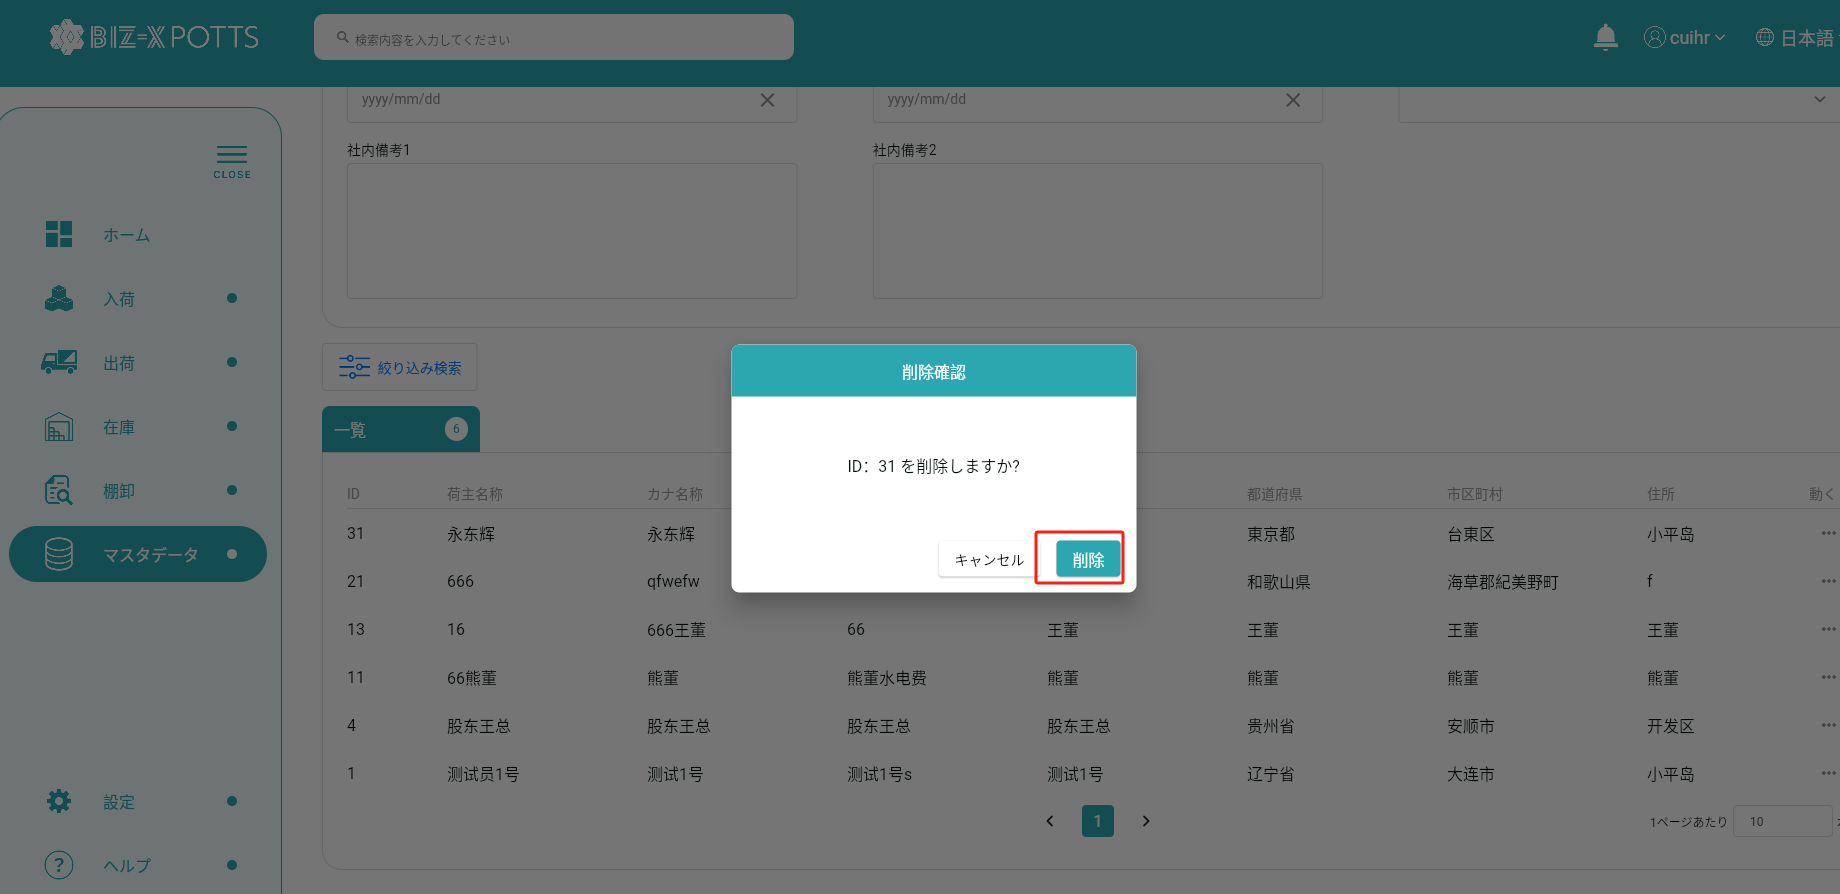 BIZ=X POTTS
検索内容を入力してください
cuihr
日本語
CLOSE
ホーム
入荷
出荷
在庫
棚卸
マスタデータ
設定
ヘルプ
yyyy/mm/dd
yyyy/mm/dd
社内備考1
社内備考2
絞り込み検索
一覧 6
削除確認
ID：31 を削除しますか?
キャンセル
削除
ID 荷主名称 カナ名称 都道府県 市区町村 住所 動く
31 永东辉 永东辉 東京都 台東区 小平岛
21 666 qfwefw 和歌山県 海草郡紀美野町 f
13 16 666王董 66 王董 王董 王董 王董
11 66熊董 熊董 熊董水电费 熊董 熊董 熊董 熊董
4 股东王总 股东王总 股东王总 股东王总 贵州省 安顺市 开发区
1 测试员1号 测试1号 测试1号s 测试1号 辽宁省 大连市 小平岛
1
1ページあたり 10